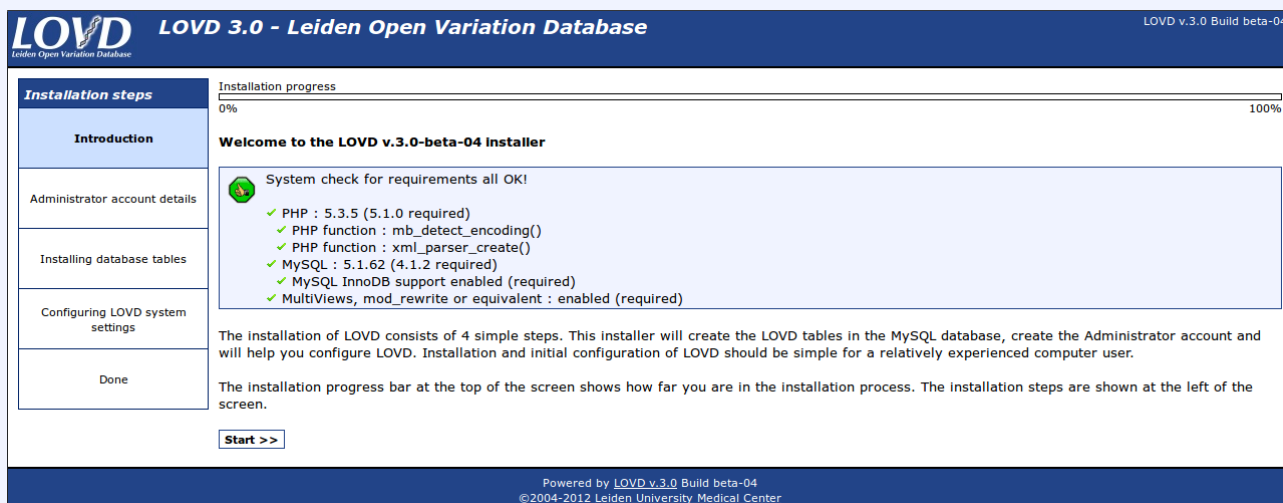 LOVD
Leiden Open Variation Database
LOVD 3.0 - Leiden Open Variation Database
LOVD v.3.0 Build beta-04
Installation steps
Introduction
Administrator account details
Installing database tables
Configuring LOVD system
settings
Done
Installation progress
0%
100%
Welcome to the LOVD v.3.0-beta-04 installer
System check for requirements all OK!
PHP : 5.3.5 (5.1.0 required)
PHP function : mb_detect_encoding()
PHP function : xml_parser_create()
MySQL : 5.1.62 (4.1.2 required)
MySQL InnoDB support enabled (required)
MultiViews, mod_rewrite or equivalent : enabled (required)
The installation of LOVD consists of 4 simple steps. This installer will create the LOVD tables in the MySQL database, create the Administrator account and
will help you configure LOVD. Installation and initial configuration of LOVD should be simple for a relatively experienced computer user.
The installation progress bar at the top of the screen shows how far you are in the installation process. The installation steps are shown at the left of the
screen.
Start >>
Powered by LOVD v.3.0 Build beta-04
©2004-2012 Leiden University Medical Center